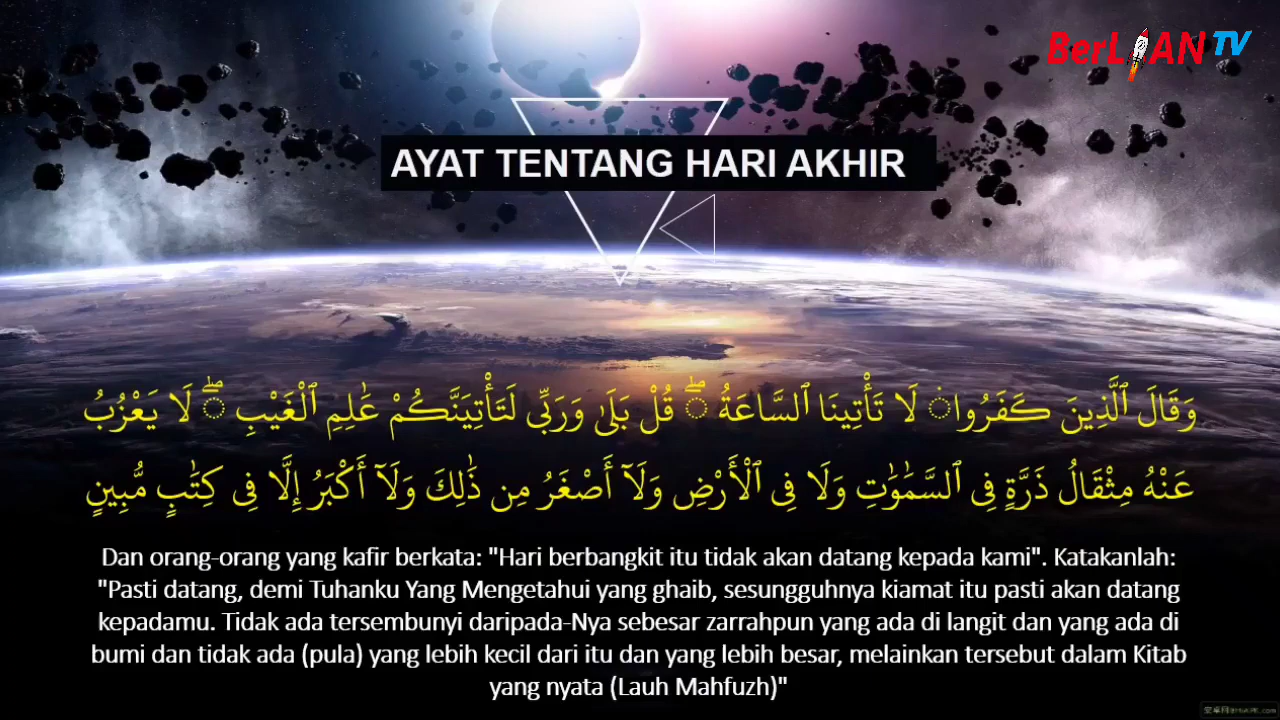 BerLIAN TV
AYAT TENTANG HARI AKHIR
وَقَالَ ٱلَّذِينَ كَفَرُوا۟ لَا تَأْتِينَا ٱلسَّاعَةُ ۖ قُلْ بَلَىٰ وَرَبِّى لَتَأْتِيَنَّكُمْ عَٰلِمِ ٱلْغَيْبِ ۖ لَا يَعْزُبُ
عَنْهُ مِثْقَالُ ذَرَّةٍ فِى ٱلسَّمَٰوَٰتِ وَلَا فِى ٱلْأَرْضِ وَلَآ أَصْغَرُ مِن ذَٰلِكَ وَلَآ أَكْبَرُ إِلَّا فِى كِتَٰبٍ مُّبِينٍ
Dan orang-orang yang kafir berkata: "Hari berbangkit itu tidak akan datang kepada kami". Katakanlah:
"Pasti datang, demi Tuhanku Yang Mengetahui yang ghaib, sesungguhnya kiamat itu pasti akan datang
kepadamu. Tidak ada tersembunyi daripada-Nya sebesar zarrahpun yang ada di langit dan yang ada di
bumi dan tidak ada (pula) yang lebih kecil dari itu dan yang lebih besar, melainkan tersebut dalam Kitab
yang nyata (Lauh Mahfuzh)"